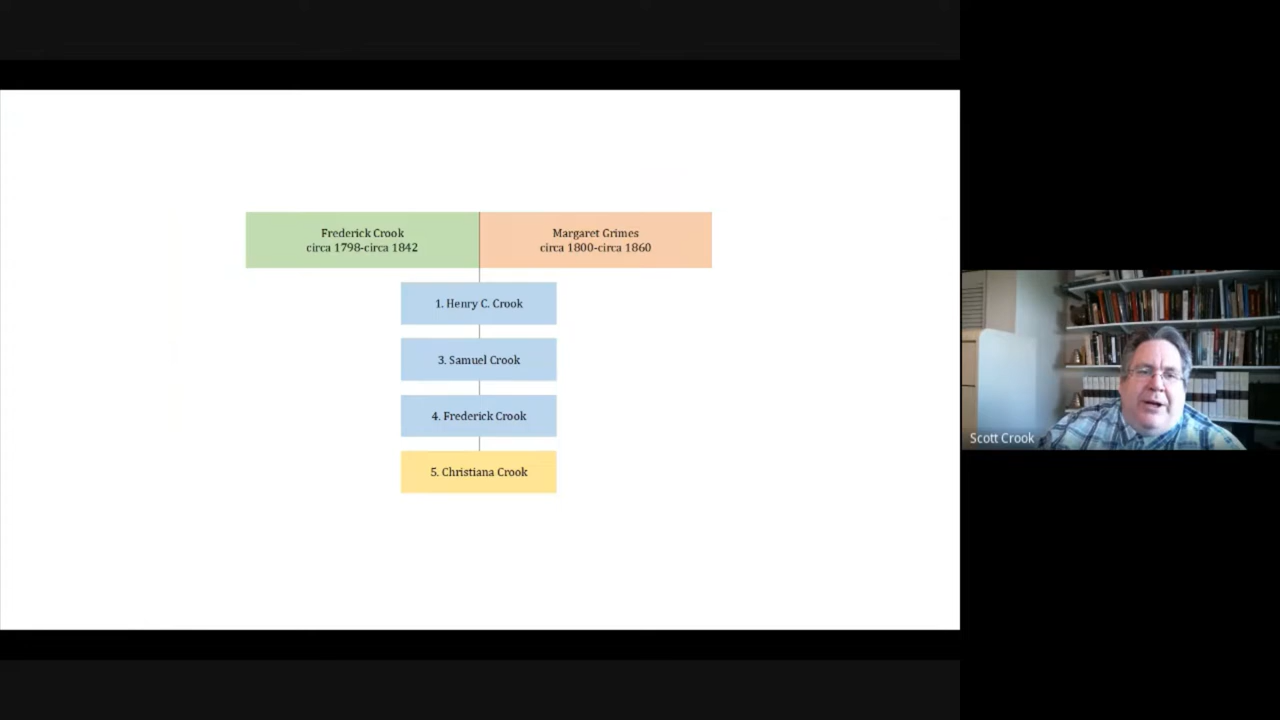 Frederick Crook
circa 1798-circa 1842
Margaret Grimes
circa 1800-circa 1860
1. Henry C. Crook
3. Samuel Crook
4. Frederick Crook
5. Christiana Crook
Scott Crook